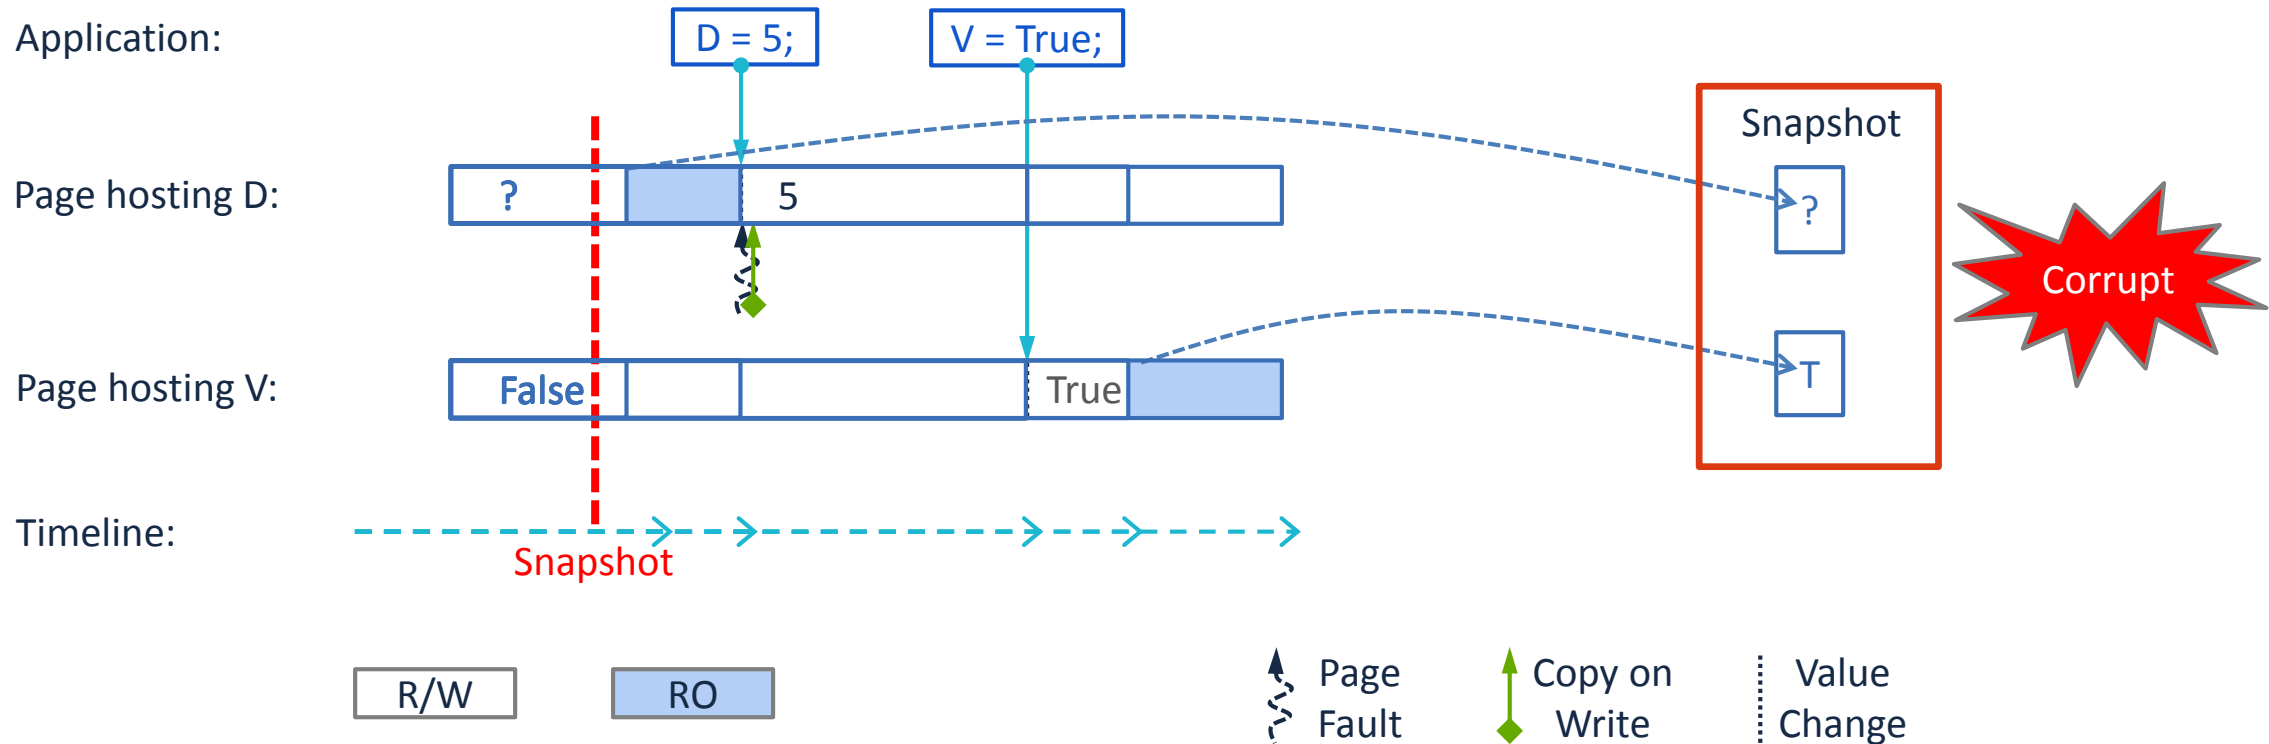 Application:
D = 5;
V = True;
Snapshot
Page hosting D:
?
5
?
Corrupt
Page hosting V:
False
True
T
Timeline:
Snapshot
R/W
RO
Page
Fault
Copy on
Write
Value
Change